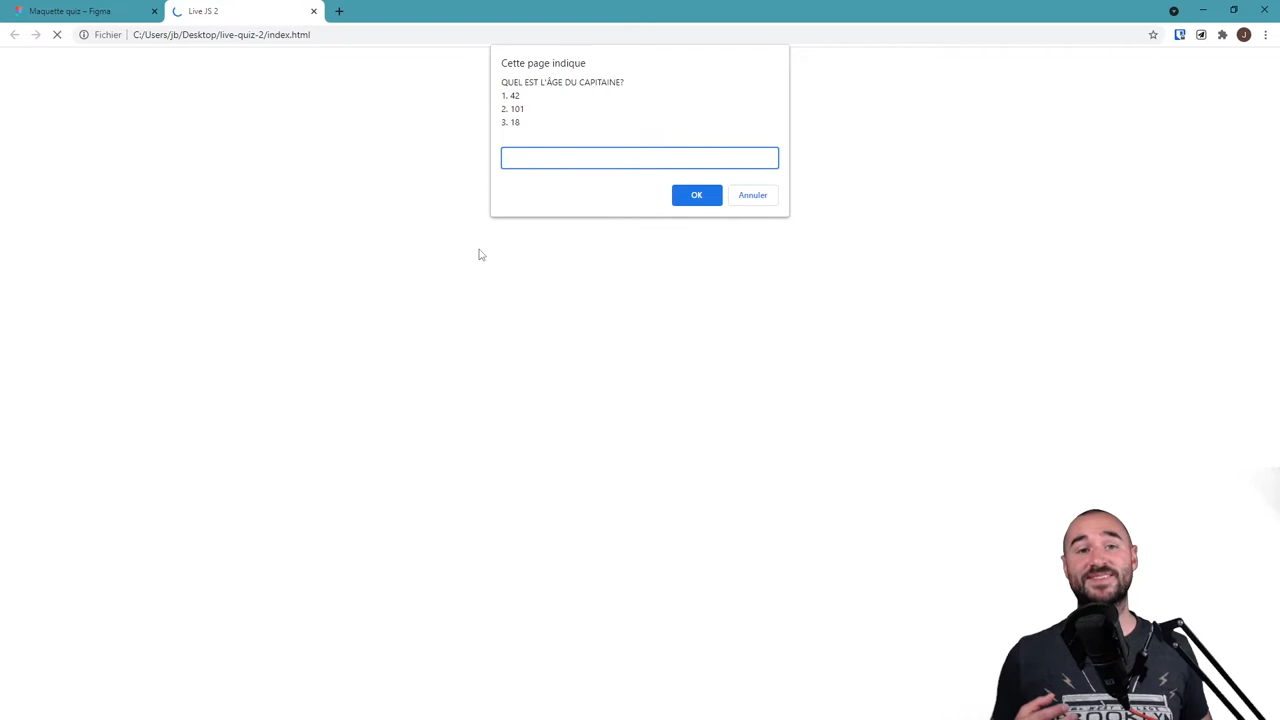 Maquette quiz – Figma
Live JS 2
Fichier
C:/Users/jb/Desktop/live-quiz-2/index.html
J
Cette page indique
QUEL EST L'ÂGE DU CAPITAINE?
1. 42
2. 101
3. 18
OK
Annuler
BROOKLYN